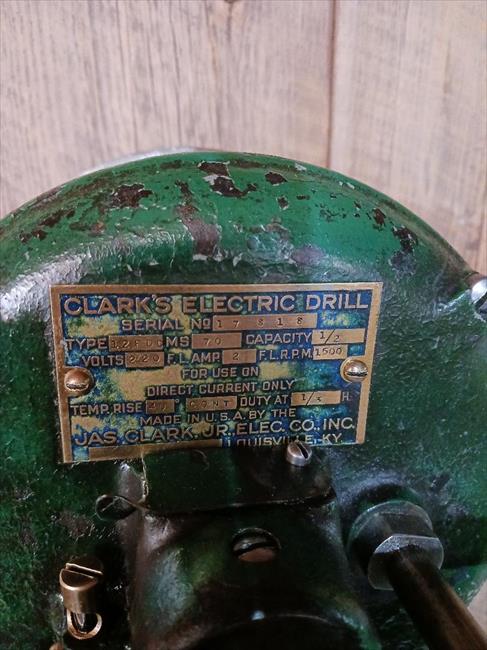 CLARK'S ELECTRIC DRILL
SERIAL No 17818
TYPE MS 70 CAPACITY 1/2
VOLTS 220 F.L.AMP. 2 F.L.R.P.M. 1500
FOR USE ON
DIRECT CURRENT ONLY
TEMP. RISE CONT DUTY AT H.
MADE IN U.S.A. BY THE
JAS. CLARK, JR., ELEC. CO., INC.
LOUISVILLE, KY.